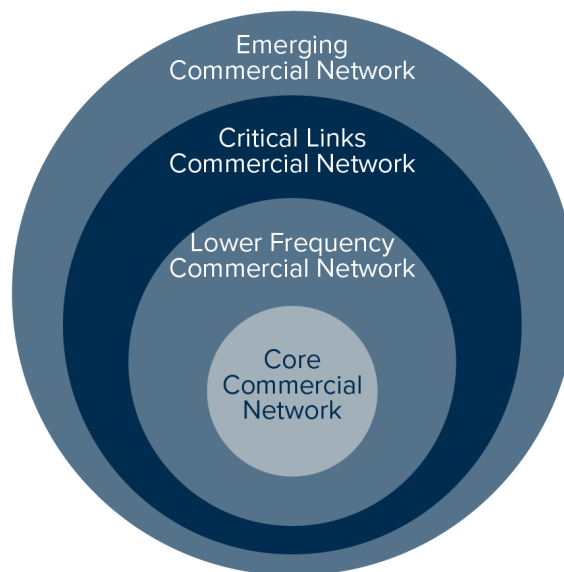 Emerging
Commercial Network
Critical Links
Commercial Network
Lower Frequency
Commercial Network
Core
Commercial
Network